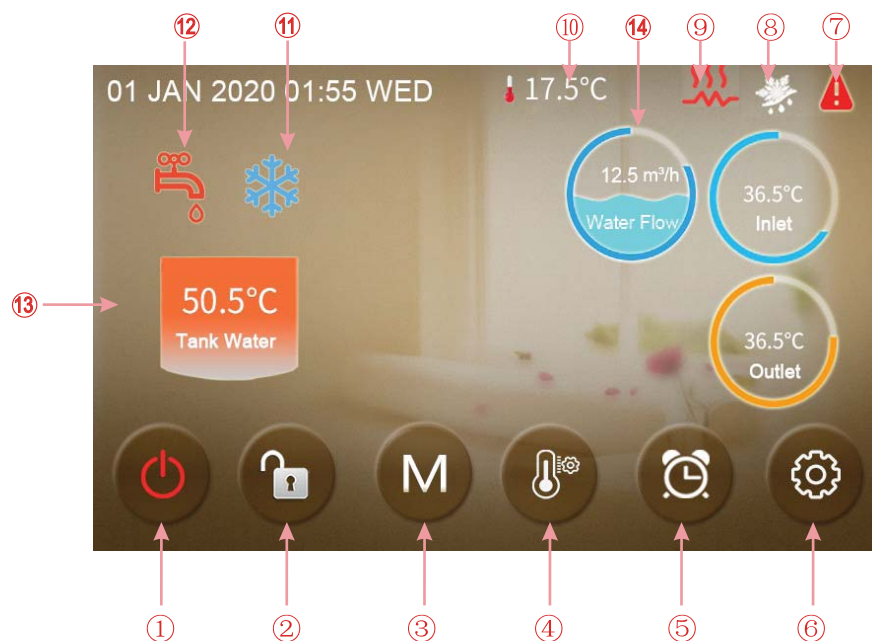 ⑫ ⑪ ⑩ ⑭ ⑨ ⑧ ⑦
01 JAN 2020 01:55 WED 17.5°C
12.5 m³/h
Water Flow
36.5°C
Inlet
⑬
50.5°C
Tank Water
36.5°C
Outlet
M
① ② ③ ④ ⑤ ⑥